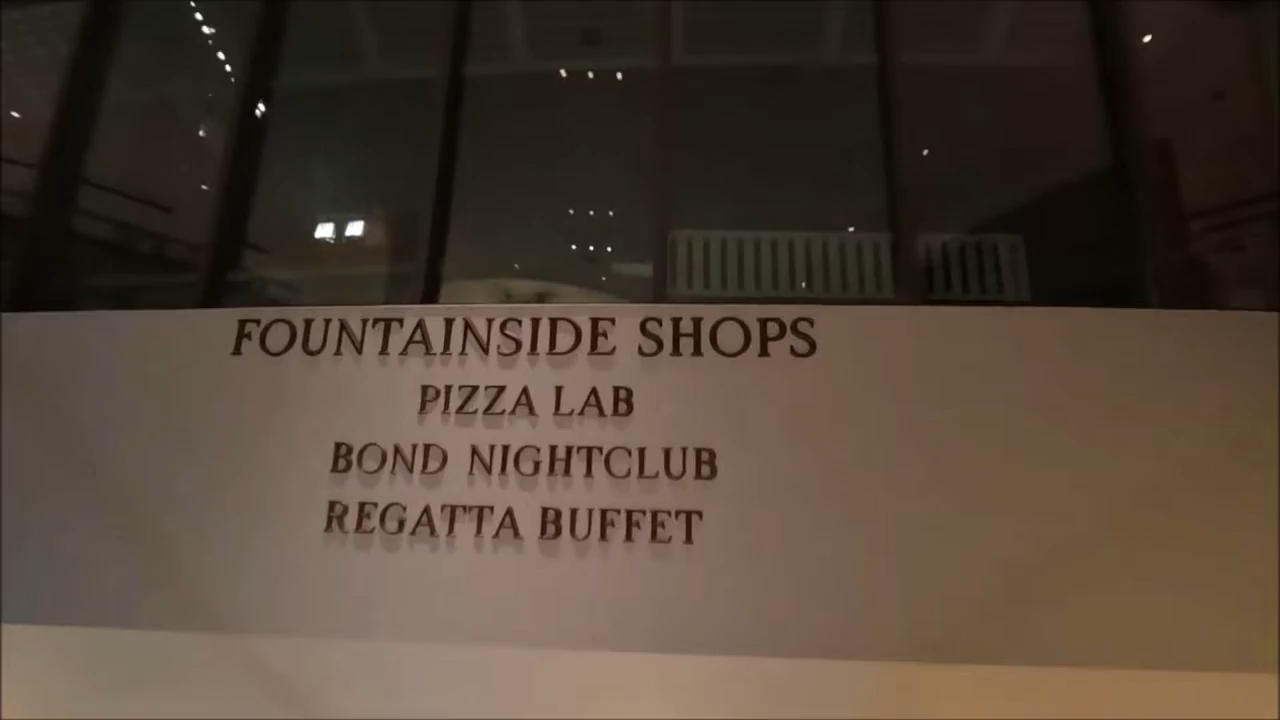 FOUNTAINSIDE SHOPS
PIZZA LAB
BOND NIGHTCLUB
REGATTA BUFFET